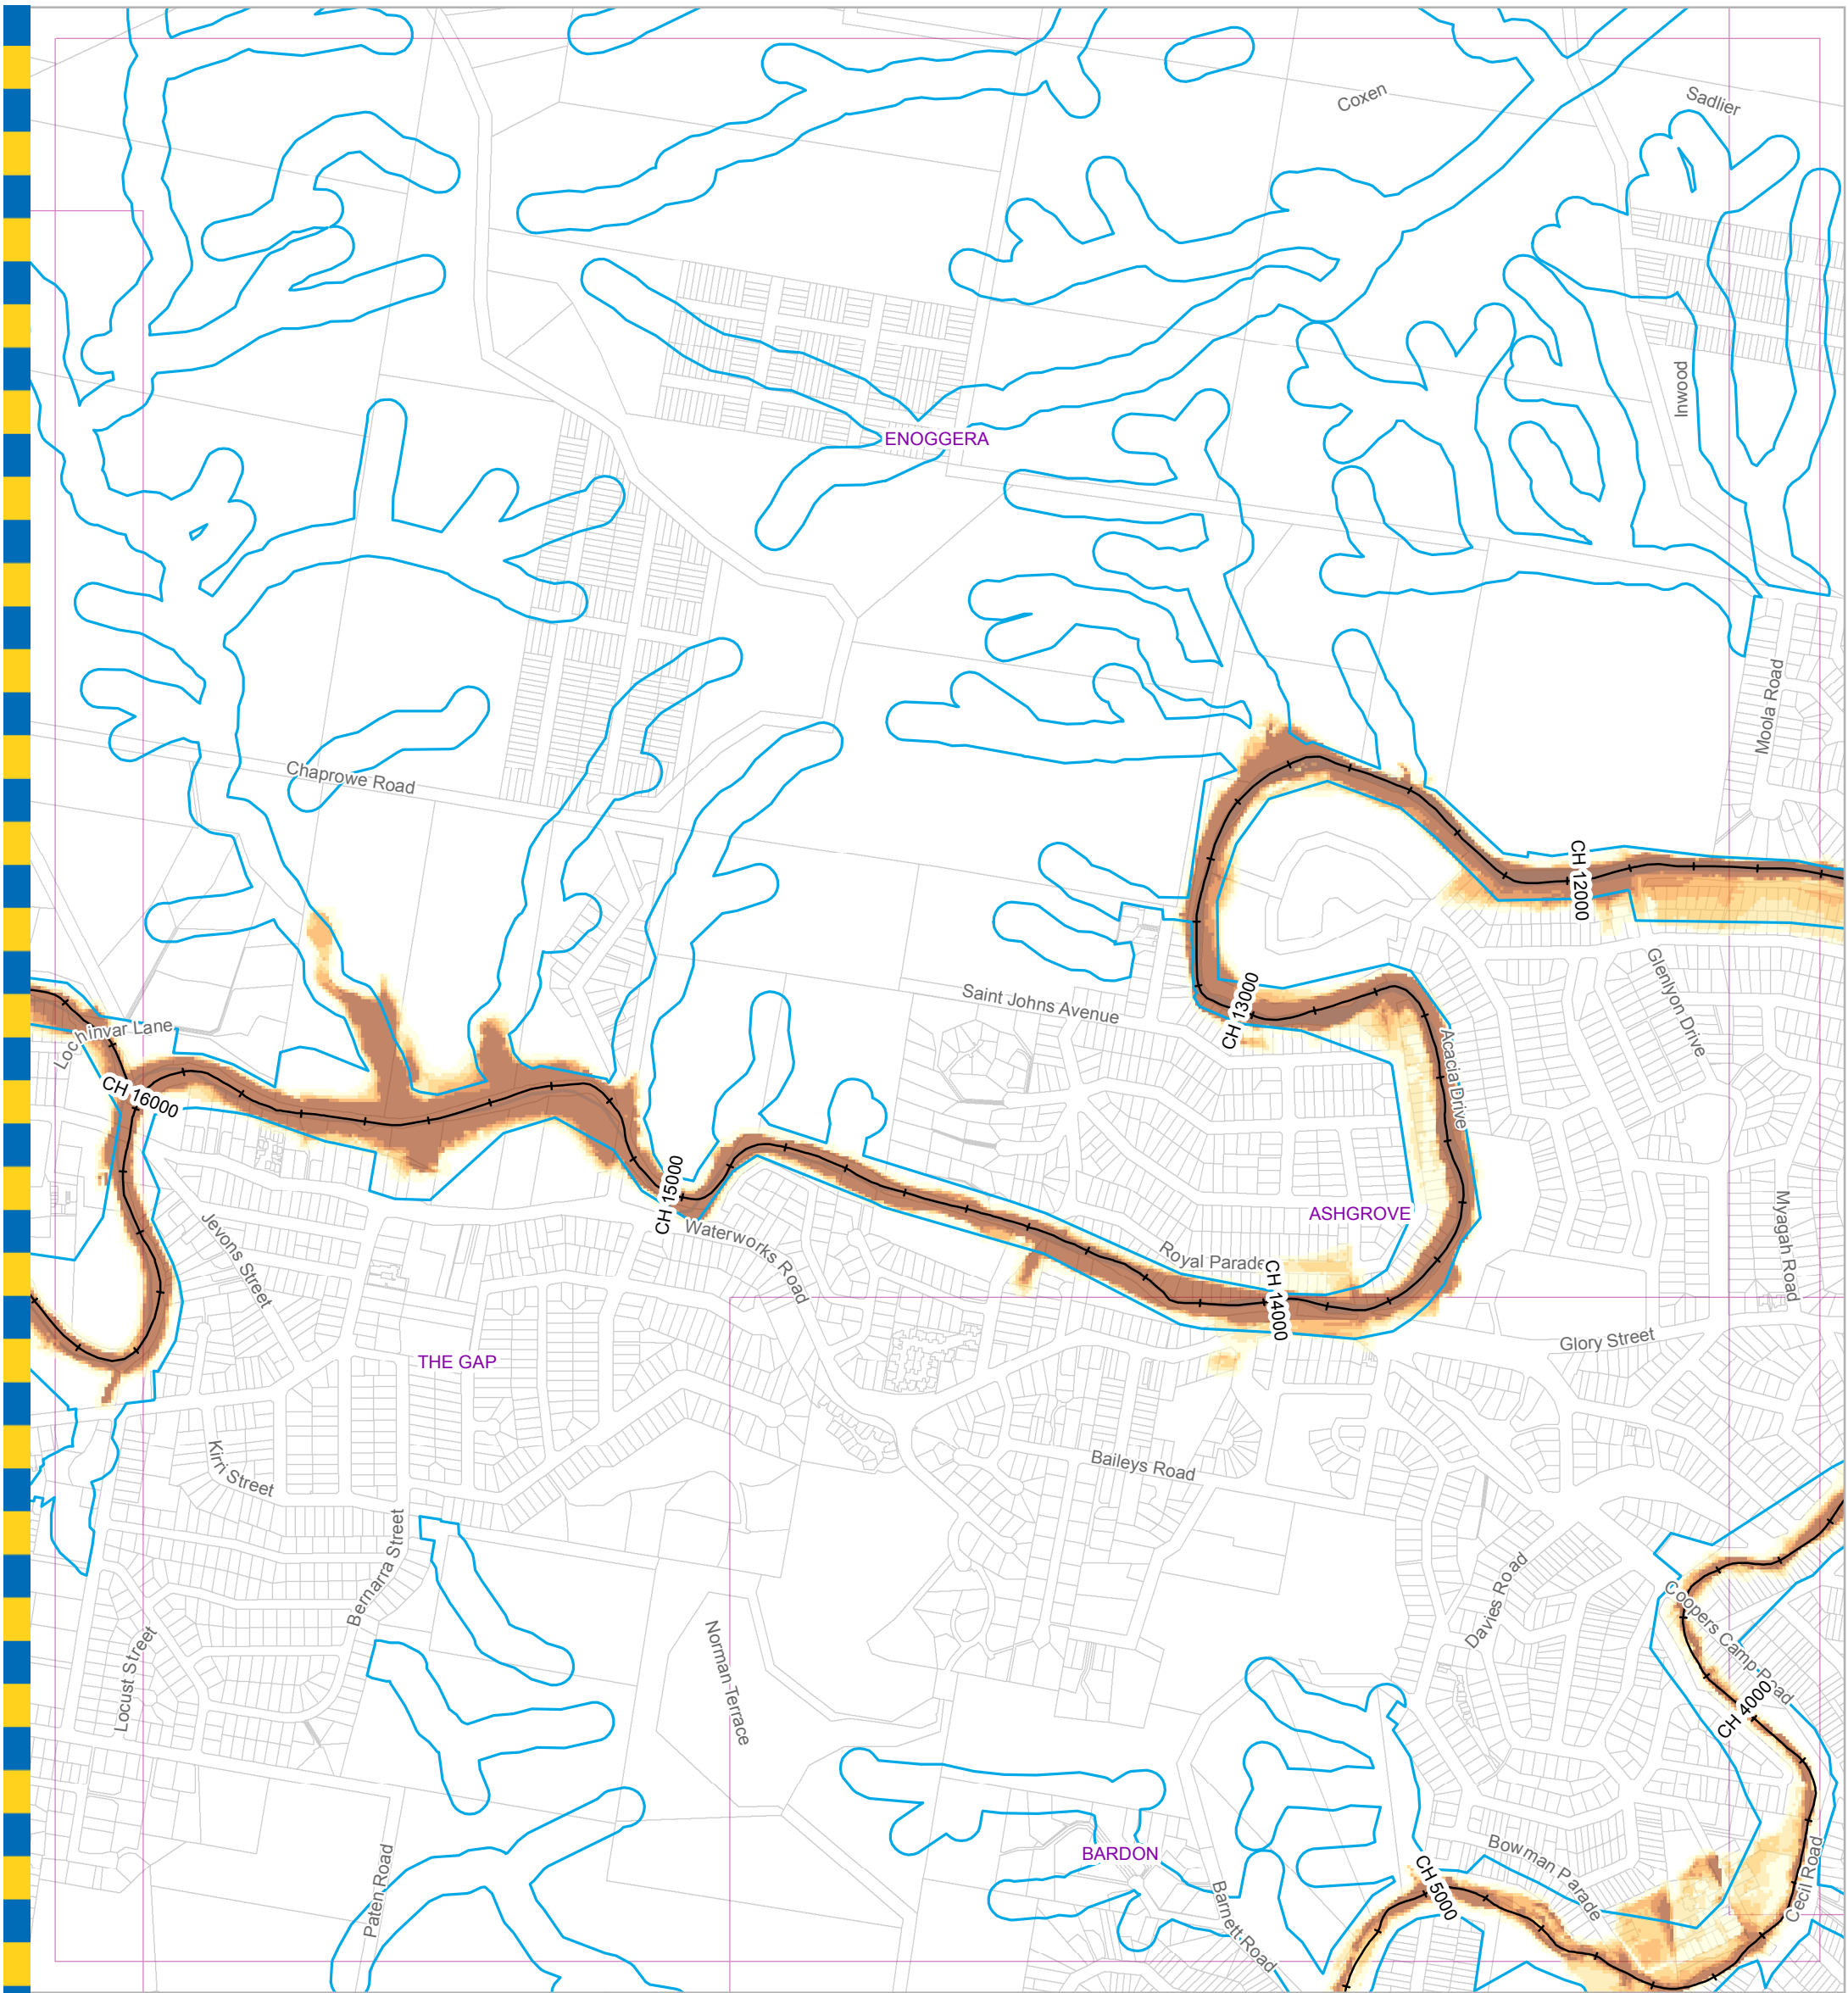 Coxen
Sadlier
Inwood
ENOGGERA
Moola Road
Chaprowe Road
CH 12000
Glenlyon Drive
Saint Johns Avenue
CH 13000
Lochinvar Lane
Acacia Drive
CH 16000
CH 15000
Waterworks Road
Jevons Street
ASHGROVE
Myagah Road
Royal Parade
CH 14000
Glory Street
THE GAP
Kirri Street
Baileys Road
Bernarra Street
Davies Road
Coopers Camp Road
Locust Street
Norman Terrace
CH 4000
BARDON
Bowman Parade
Cecil Road
Paten Road
CH 5000
Barnett Road